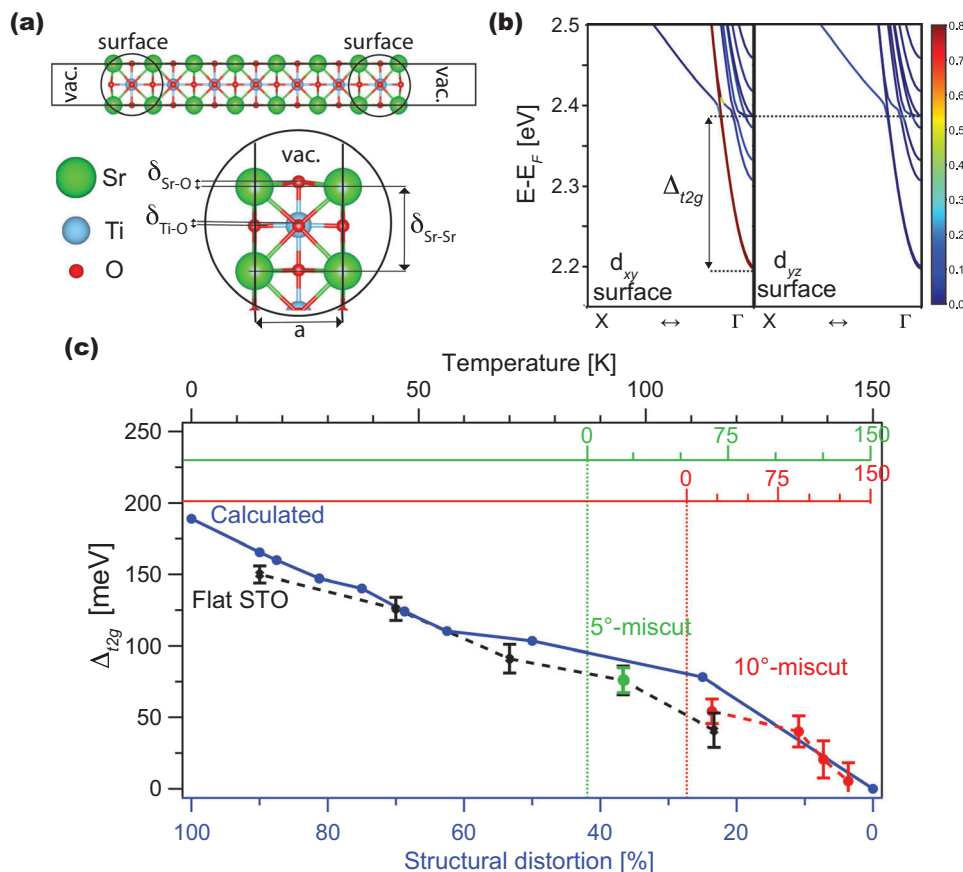 (a)
surface
surface
vac.
vac.
vac.
δSr-O
δTi-O
δSr-Sr
a
Sr
Ti
O
(b)
2.5
2.4
2.3
2.2
E-EF [eV]
Δt2g
dxy
surface
dyz
surface
X ↔ Γ X ↔ Γ
0.8
0.7
0.6
0.5
0.4
0.3
0.2
0.1
0.0
(c)
Temperature [K]
0 50 100 150
0 75 150
0 75 150
250
200
150
100
50
0
Δt2g [meV]
Calculated
Flat STO
5°-miscut
10°-miscut
100 80 60 40 20 0
Structural distortion [%]